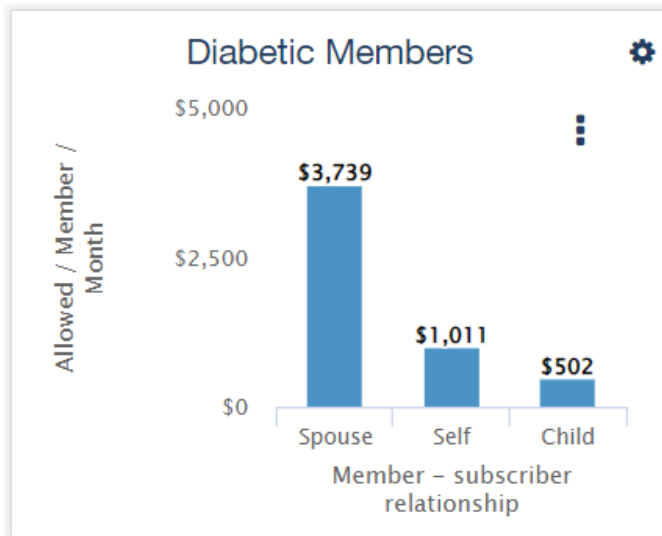 Diabetic Members
Allowed / Member /
Month
$5,000
$2,500
$0
$3,739
$1,011
$502
Spouse
Self
Child
Member – subscriber
relationship